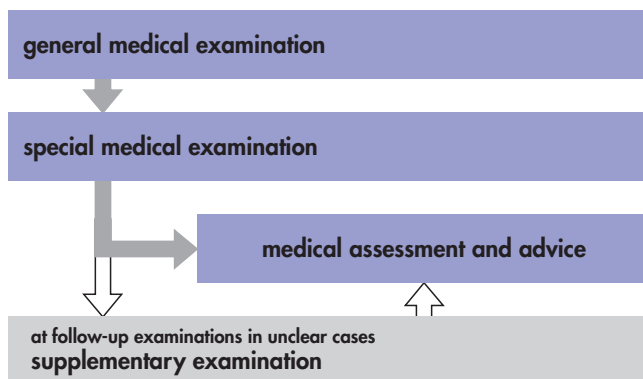 general medical examination
special medical examination
medical assessment and advice
at follow-up examinations in unclear cases
supplementary examination